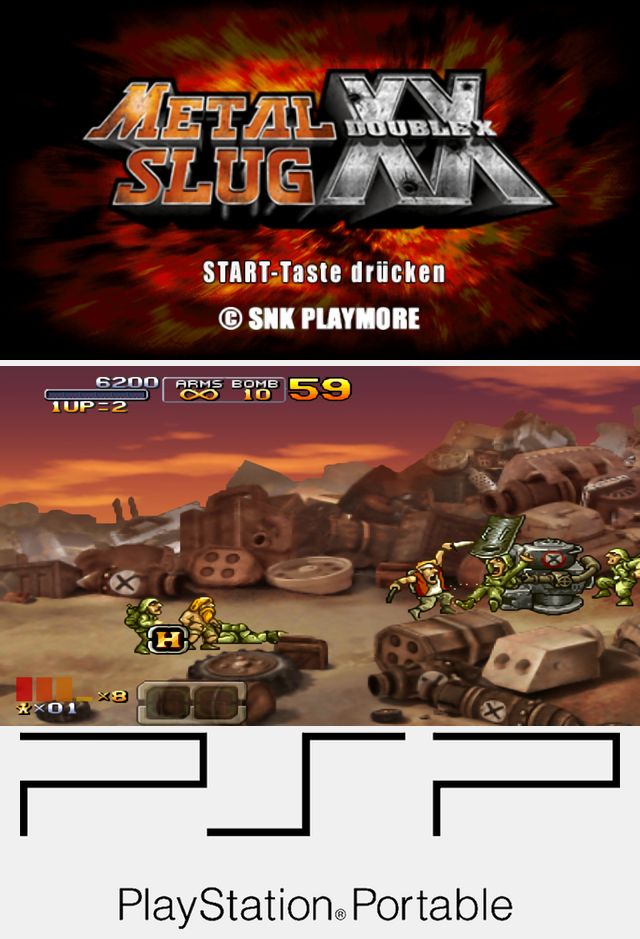 METAL
SLUG
XX
DOUBLE X
START-Taste drücken
© SNK PLAYMORE
6200
ARMS BOMB
∞ 10
59
1UP=2
H
×8
×01
PSP
PlayStation®Portable